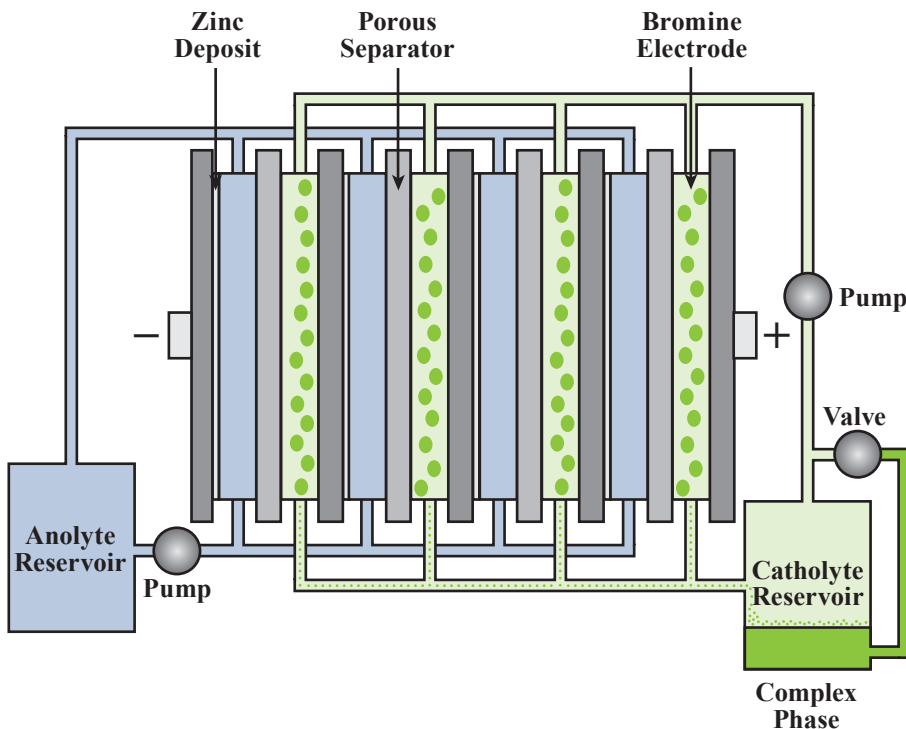 Zinc
Deposit
Porous
Separator
Bromine
Electrode
Pump
−
+
Valve
Anolyte
Reservoir
Pump
Catholyte
Reservoir
Complex
Phase